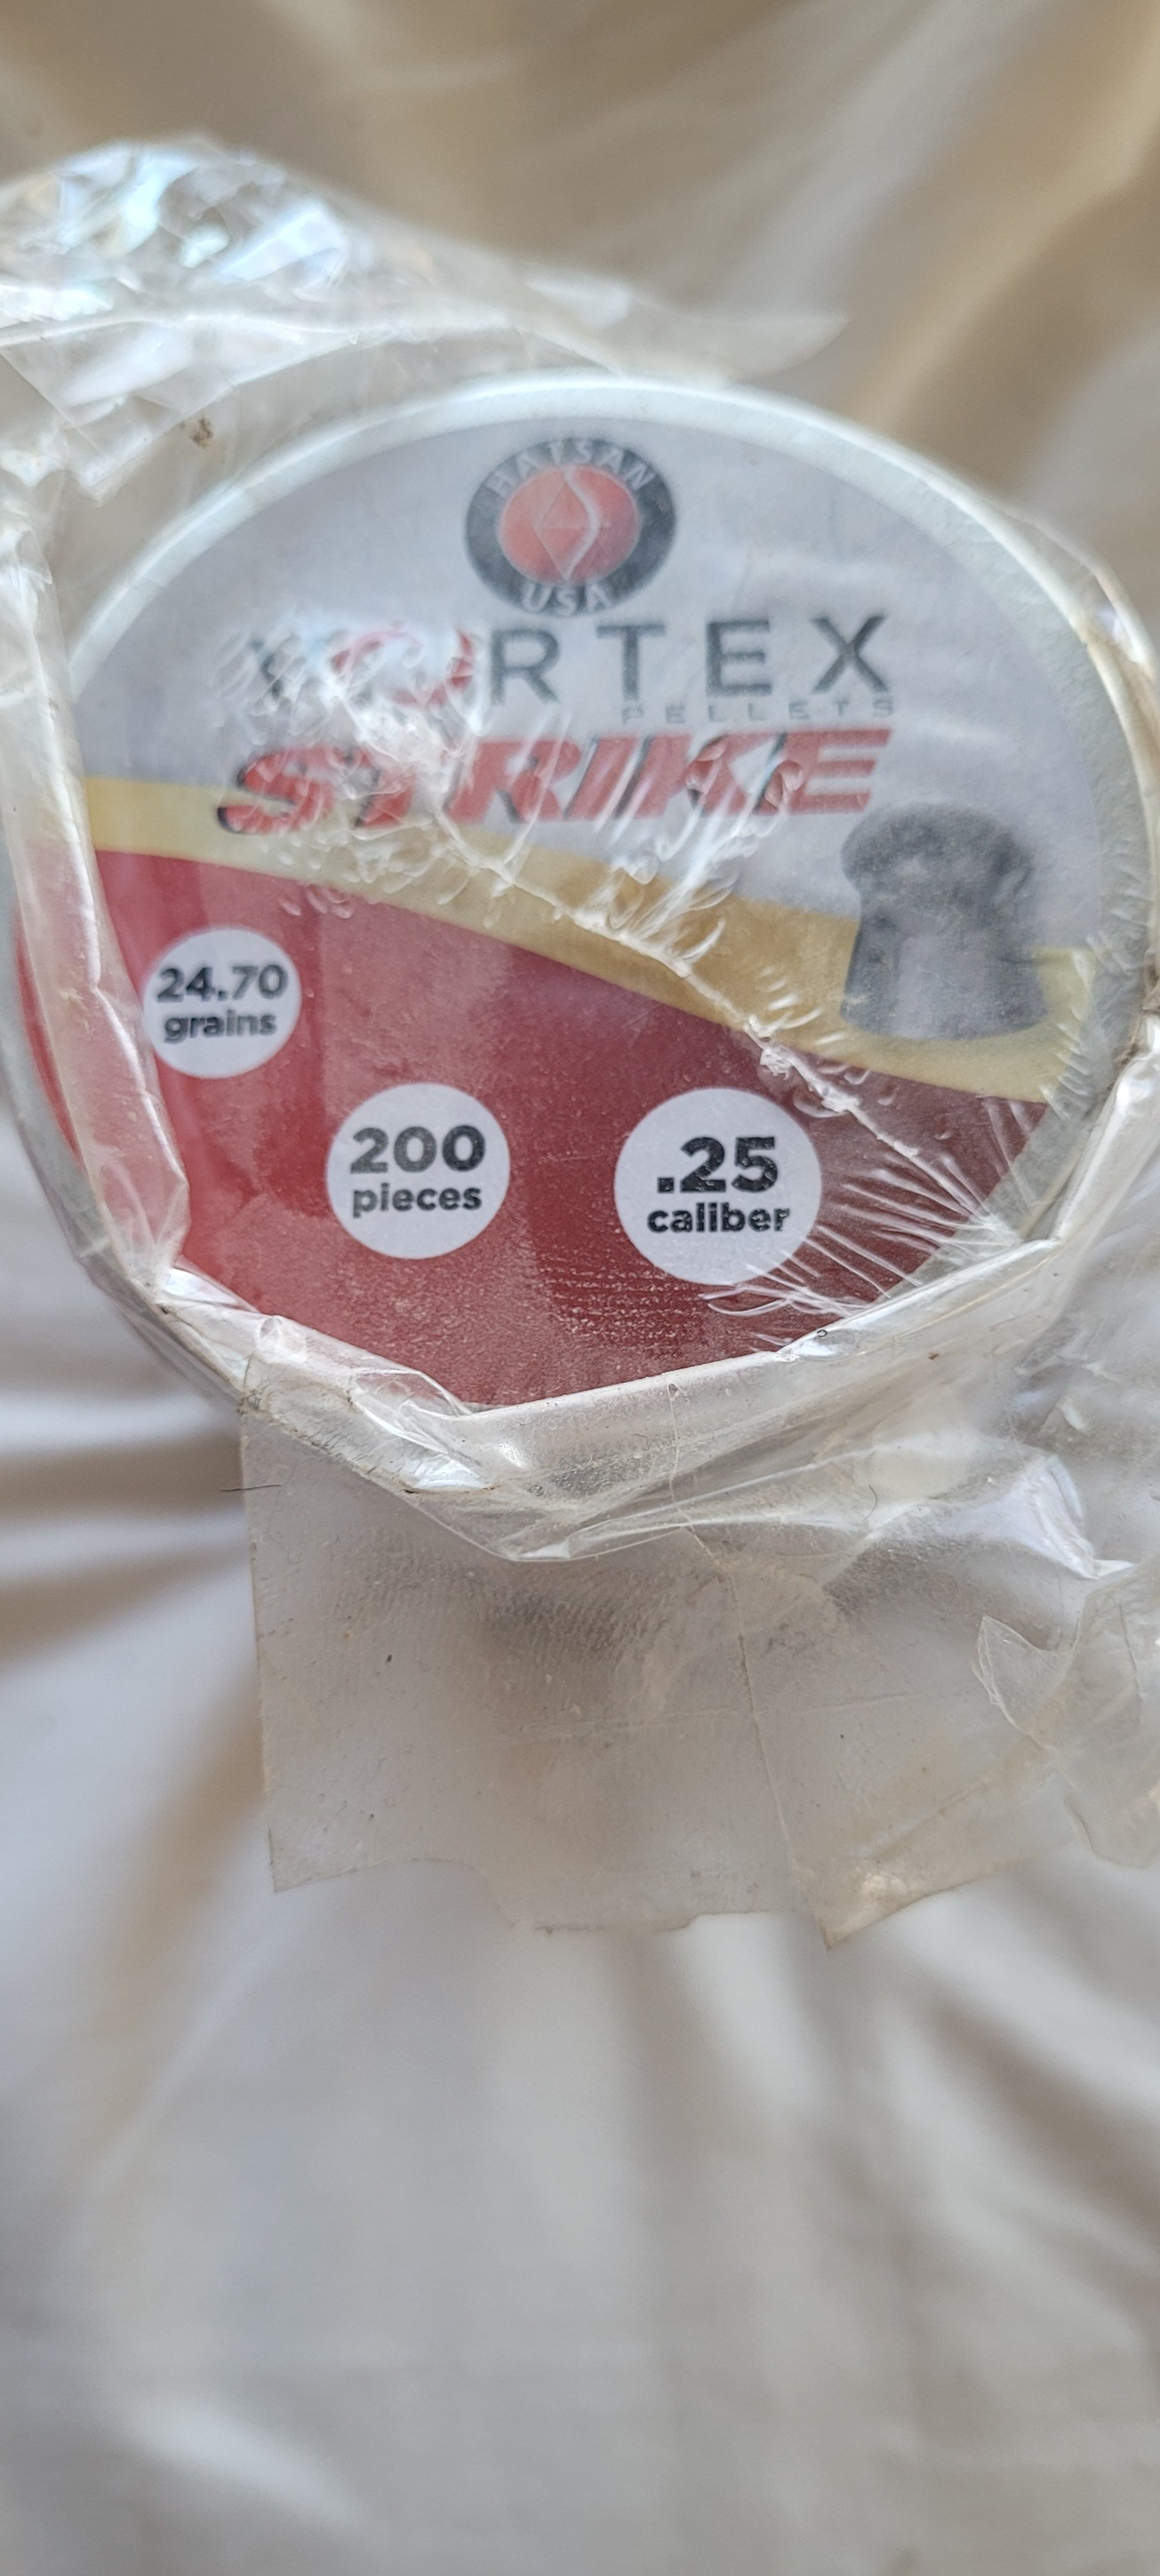 HATSAN
USA
VORTEX
PELLETS
STRIKE
24.70
grains
200
pieces
.25
caliber